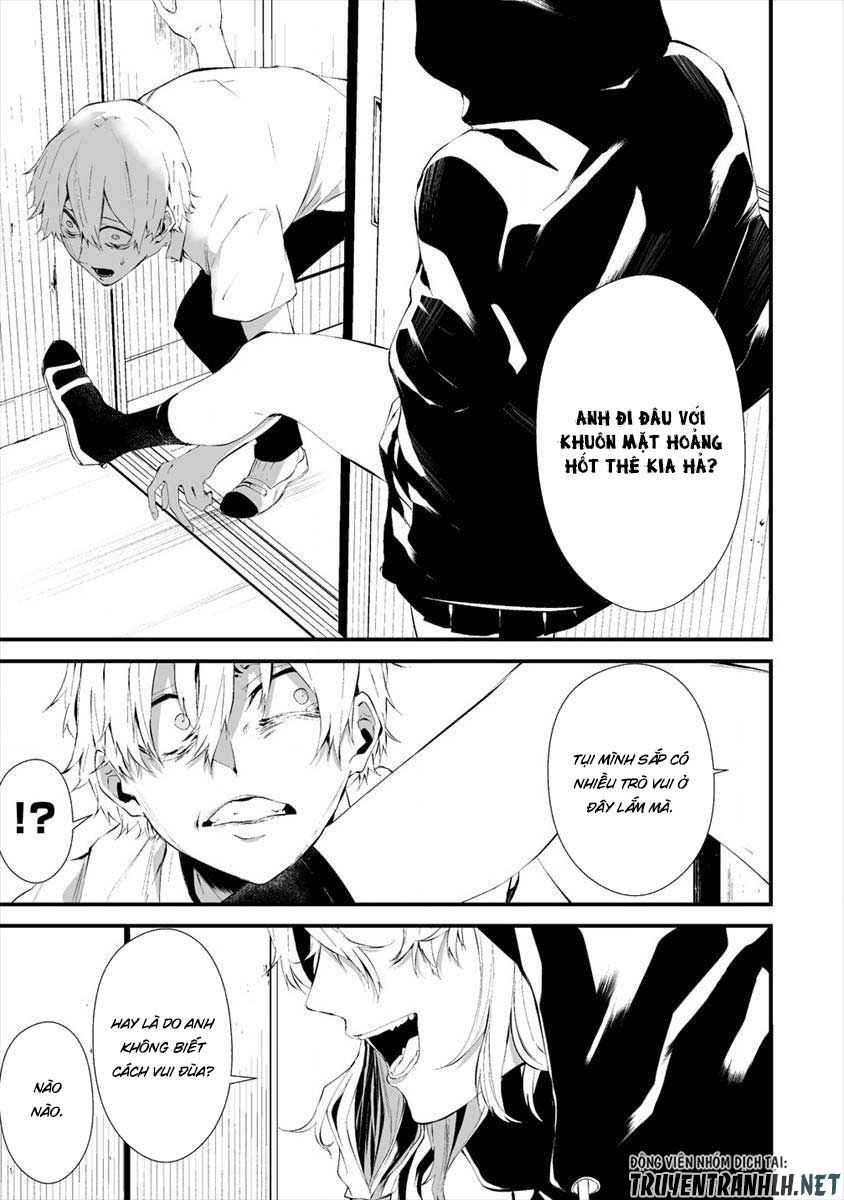 ANH ĐI ĐÂU VỚI
KHUÔN MẶT HOẢNG
HỐT THẾ KIA HẢ?
TỤI MÌNH SẮP CÓ
NHIỀU TRÒ VUI Ở
ĐÂY LẮM MÀ.
!?
HAY LÀ DO ANH
KHÔNG BIẾT
CÁCH VUI ĐÙA?
NÀO
NÀO.
ĐỘNG VIÊN NHÓM DỊCH TẠI:
TRUYENTRANHLH.NET